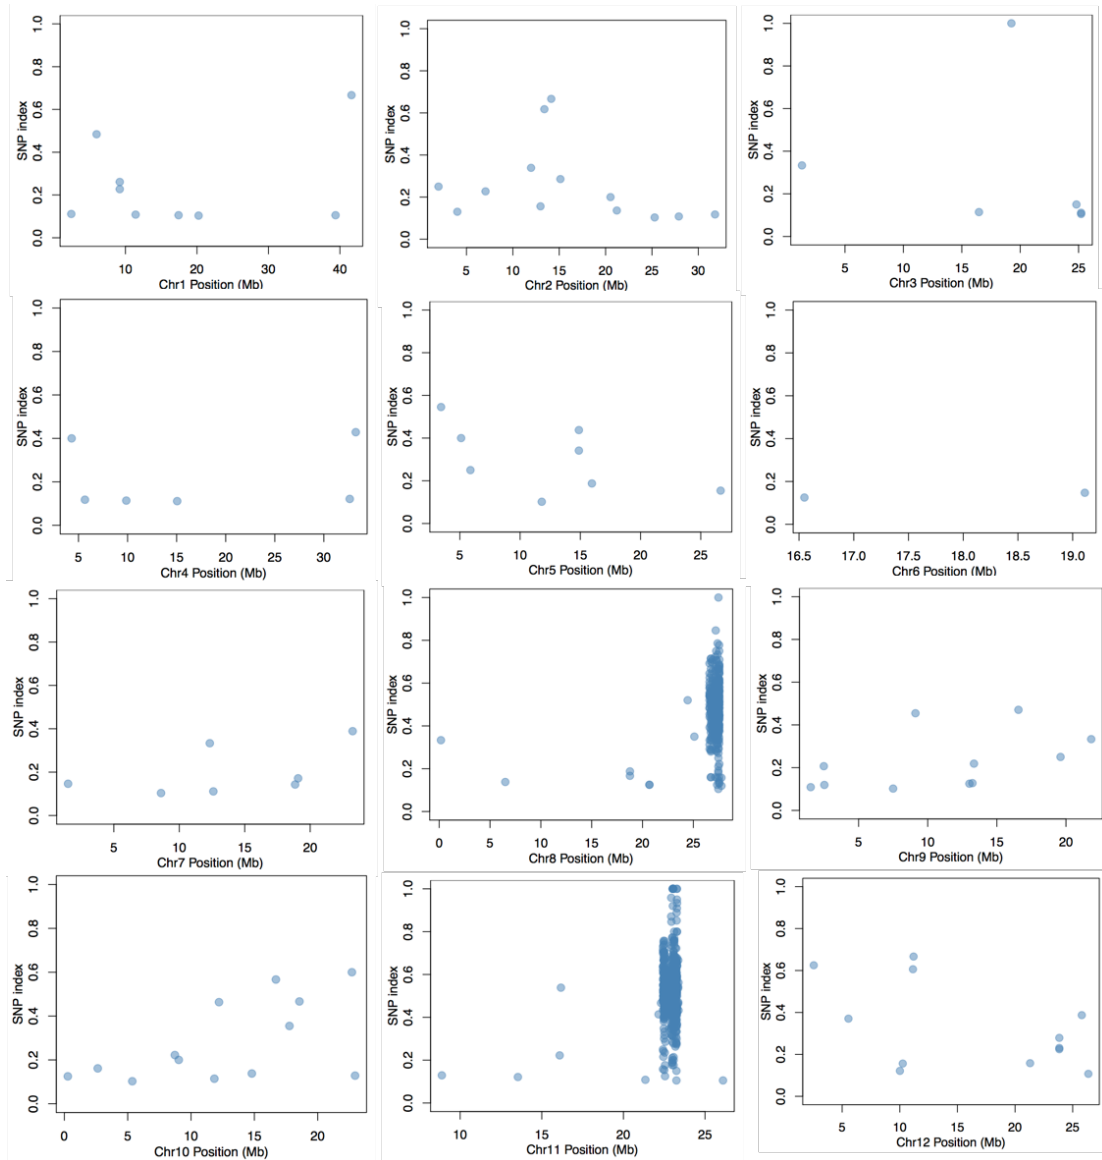 SNP index
0.0 0.2 0.4 0.6 0.8 1.0
10 20 30 40
Chr1 Position (Mb)
SNP index
0.0 0.2 0.4 0.6 0.8 1.0
5 10 15 20 25 30
Chr2 Position (Mb)
SNP index
0.0 0.2 0.4 0.6 0.8 1.0
5 10 15 20 25
Chr3 Position (Mb)
SNP index
0.0 0.2 0.4 0.6 0.8 1.0
5 10 15 20 25 30
Chr4 Position (Mb)
SNP index
0.0 0.2 0.4 0.6 0.8 1.0
5 10 15 20 25
Chr5 Position (Mb)
SNP index
0.0 0.2 0.4 0.6 0.8 1.0
16.5 17.0 17.5 18.0 18.5 19.0
Chr6 Position (Mb)
SNP index
0.0 0.2 0.4 0.6 0.8 1.0
5 10 15 20
Chr7 Position (Mb)
SNP index
0.0 0.2 0.4 0.6 0.8 1.0
0 5 10 15 20 25
Chr8 Position (Mb)
SNP index
0.0 0.2 0.4 0.6 0.8 1.0
5 10 15 20
Chr9 Position (Mb)
SNP index
0.0 0.2 0.4 0.6 0.8 1.0
0 5 10 15 20
Chr10 Position (Mb)
SNP index
0.0 0.2 0.4 0.6 0.8 1.0
10 15 20 25
Chr11 Position (Mb)
SNP index
0.0 0.2 0.4 0.6 0.8 1.0
5 10 15 20 25
Chr12 Position (Mb)